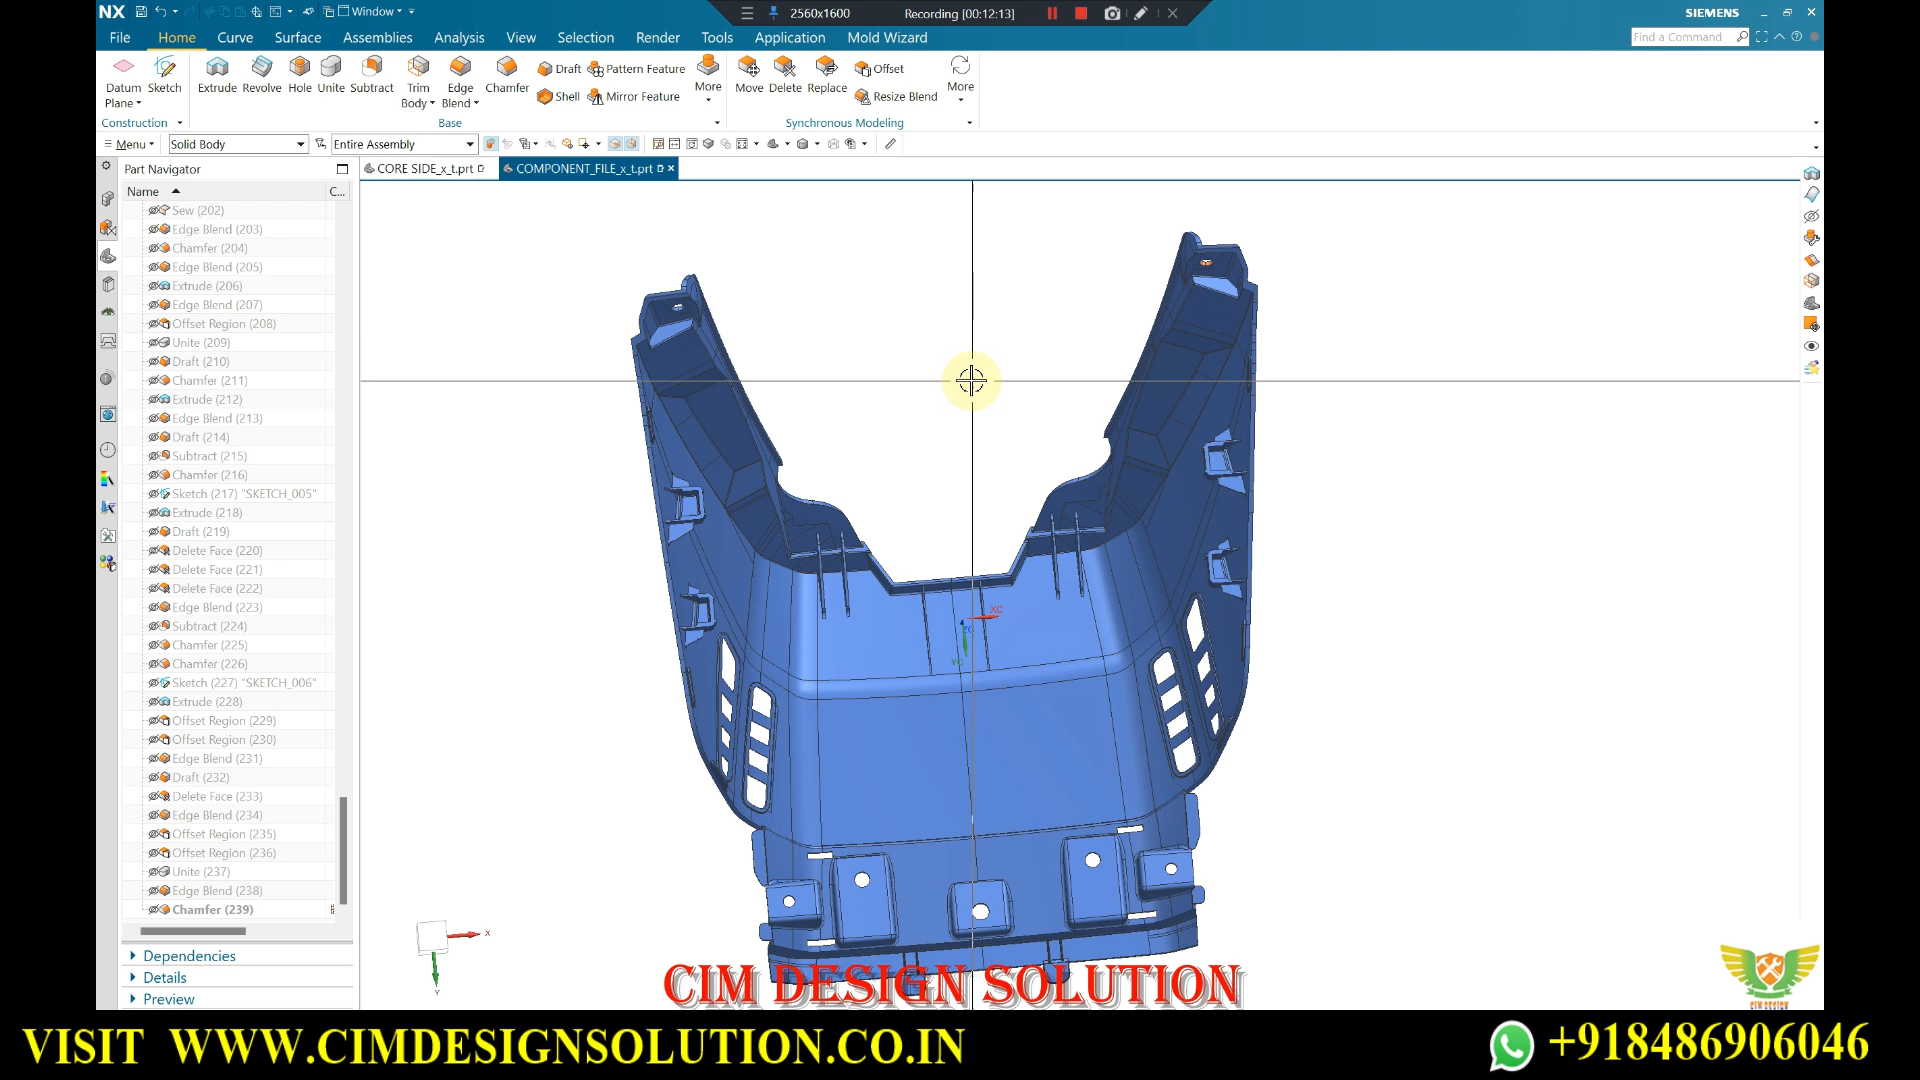 NX
Window
2560x1600
Recording [00:12:13]
SIEMENS
File Home Curve Surface Assemblies Analysis View Selection Render Tools Application Mold Wizard
Find a Command
Datum Plane
Sketch
Extrude
Revolve
Hole
Unite
Subtract
Trim Body
Edge Blend
Chamfer
Draft
Shell
Pattern Feature
Mirror Feature
More
Move
Delete
Replace
Offset
Resize Blend
More
Construction
Base
Synchronous Modeling
Menu
Solid Body
Entire Assembly
Part Navigator
CORE SIDE_x_t.prt
COMPONENT_FILE_x_t.prt
Name
C...
Sew (202)
Edge Blend (203)
Chamfer (204)
Edge Blend (205)
Extrude (206)
Edge Blend (207)
Offset Region (208)
Unite (209)
Draft (210)
Chamfer (211)
Extrude (212)
Edge Blend (213)
Draft (214)
Subtract (215)
Chamfer (216)
Sketch (217) "SKETCH_005"
Extrude (218)
Draft (219)
Delete Face (220)
Delete Face (221)
Delete Face (222)
Edge Blend (223)
Subtract (224)
Chamfer (225)
Chamfer (226)
Sketch (227) "SKETCH_006"
Extrude (228)
Offset Region (229)
Offset Region (230)
Edge Blend (231)
Draft (232)
Delete Face (233)
Edge Blend (234)
Offset Region (235)
Offset Region (236)
Unite (237)
Edge Blend (238)
Chamfer (239)
Dependencies
Details
Preview
XC
ZC
YC
X
Y
CIM DESIGN SOLUTION
CIM DESIGN
VISIT WWW.CIMDESIGNSOLUTION.CO.IN
+918486906046